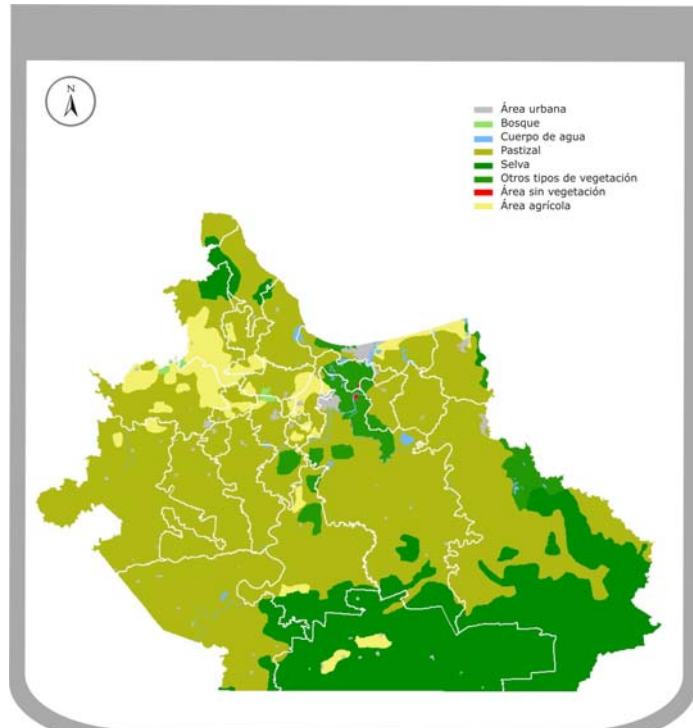 N
Área urbana
Bosque
Cuerpo de agua
Pastizal
Selva
Otros tipos de vegetación
Área sin vegetación
Área agrícola